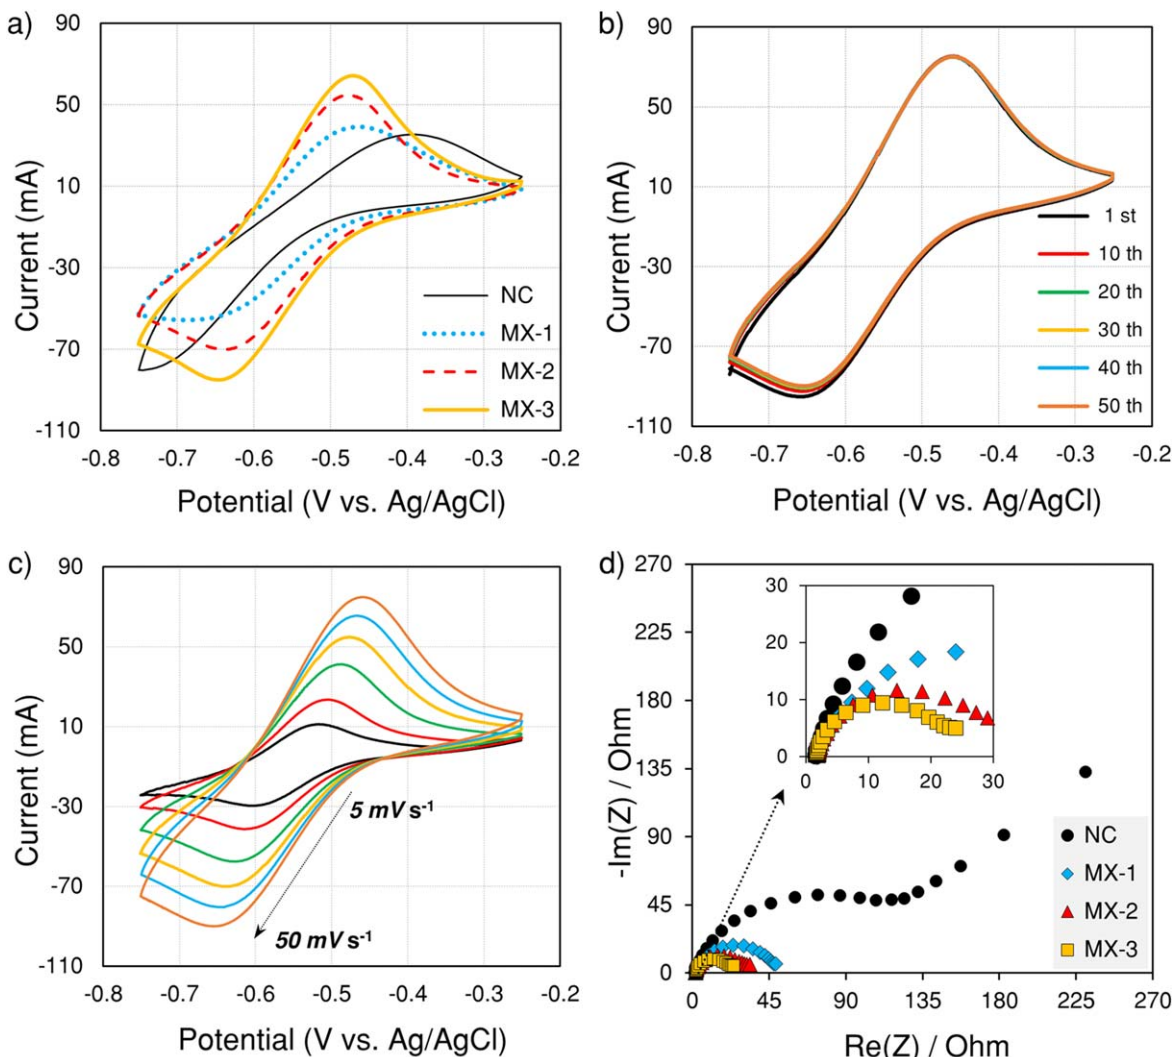 a)
90
50
10
-30
-70
-110
Current (mA)
NC
MX-1
MX-2
MX-3
-0.8 -0.7 -0.6 -0.5 -0.4 -0.3 -0.2
Potential (V vs. Ag/AgCl)
b)
90
50
10
-30
-70
-110
Current (mA)
1 st
10 th
20 th
30 th
40 th
50 th
-0.8 -0.7 -0.6 -0.5 -0.4 -0.3 -0.2
Potential (V vs. Ag/AgCl)
c)
90
50
10
-30
-70
-110
Current (mA)
5 mV s-1
50 mV s-1
-0.8 -0.7 -0.6 -0.5 -0.4 -0.3 -0.2
Potential (V vs. Ag/AgCl)
d)
270
225
180
135
90
45
0
-Im(Z) / Ohm
30
20
10
0
0 10 20 30
NC
MX-1
MX-2
MX-3
0 45 90 135 180 225 270
Re(Z) / Ohm